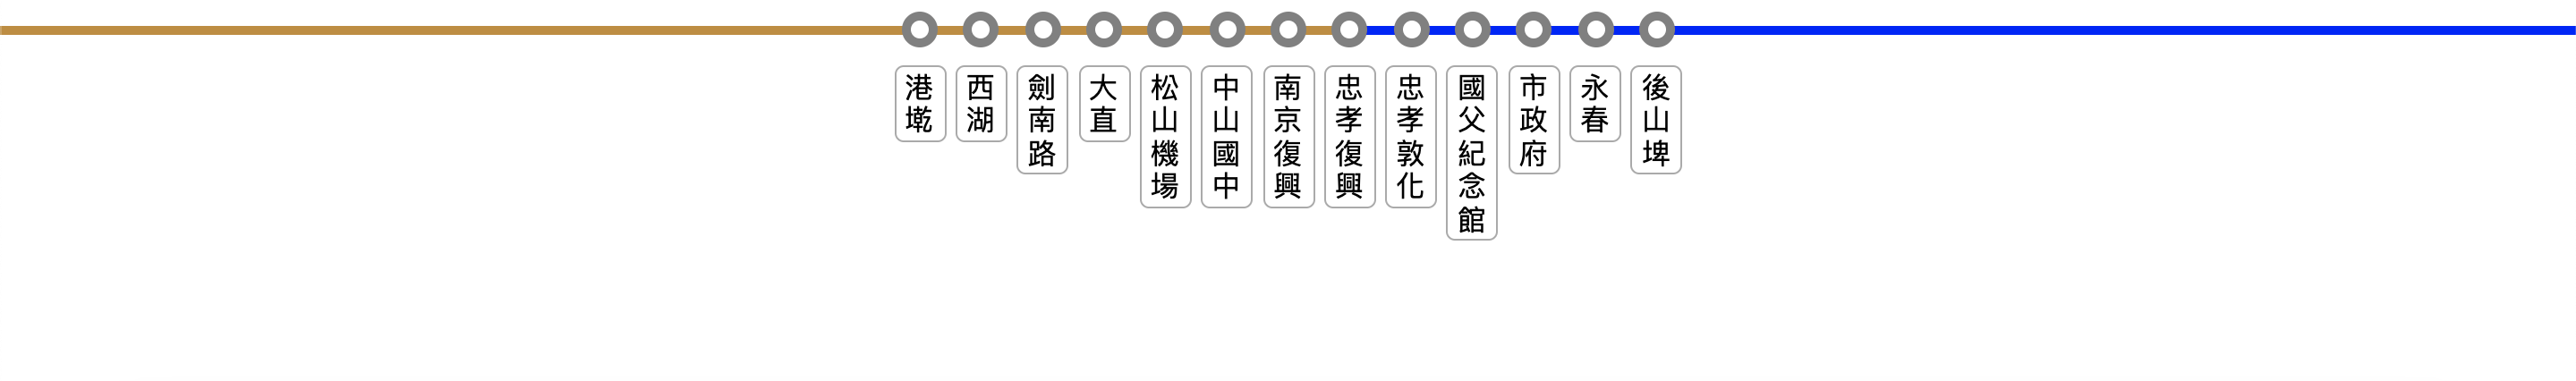 港墘
西湖
劍南路
大直
松山機場
中山國中
南京復興
忠孝復興
忠孝敦化
國父紀念館
市政府
永春
後山埤